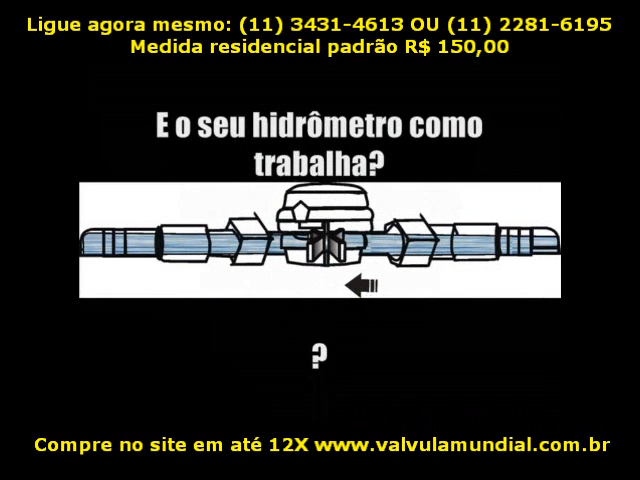 Ligue agora mesmo: (11) 3431-4613 OU (11) 2281-6195
Medida residencial padrão R$ 150,00
E o seu hidrômetro como
trabalha?
?
Compre no site em até 12X www.valvulamundial.com.br